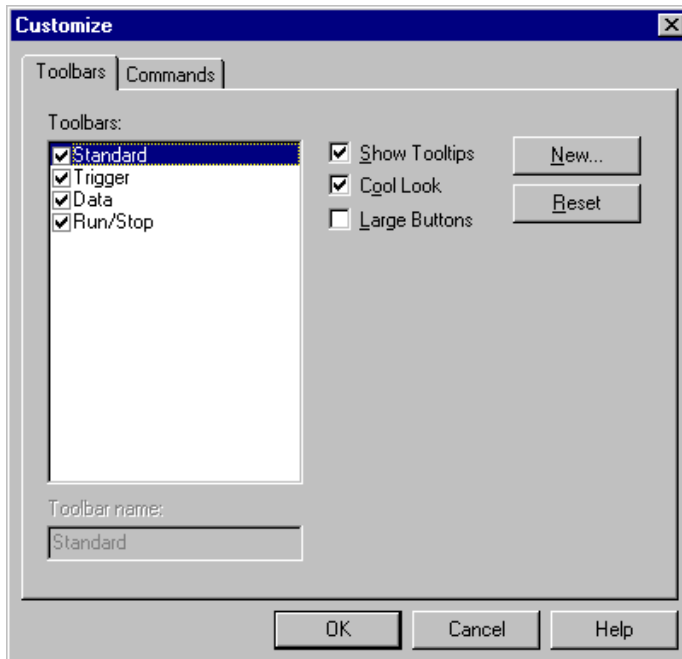 Customize
Toolbars Commands
Toolbars:
Standard
Trigger
Data
Run/Stop
Show Tooltips
Cool Look
Large Buttons
New...
Reset
Toolbar name:
Standard
OK Cancel Help